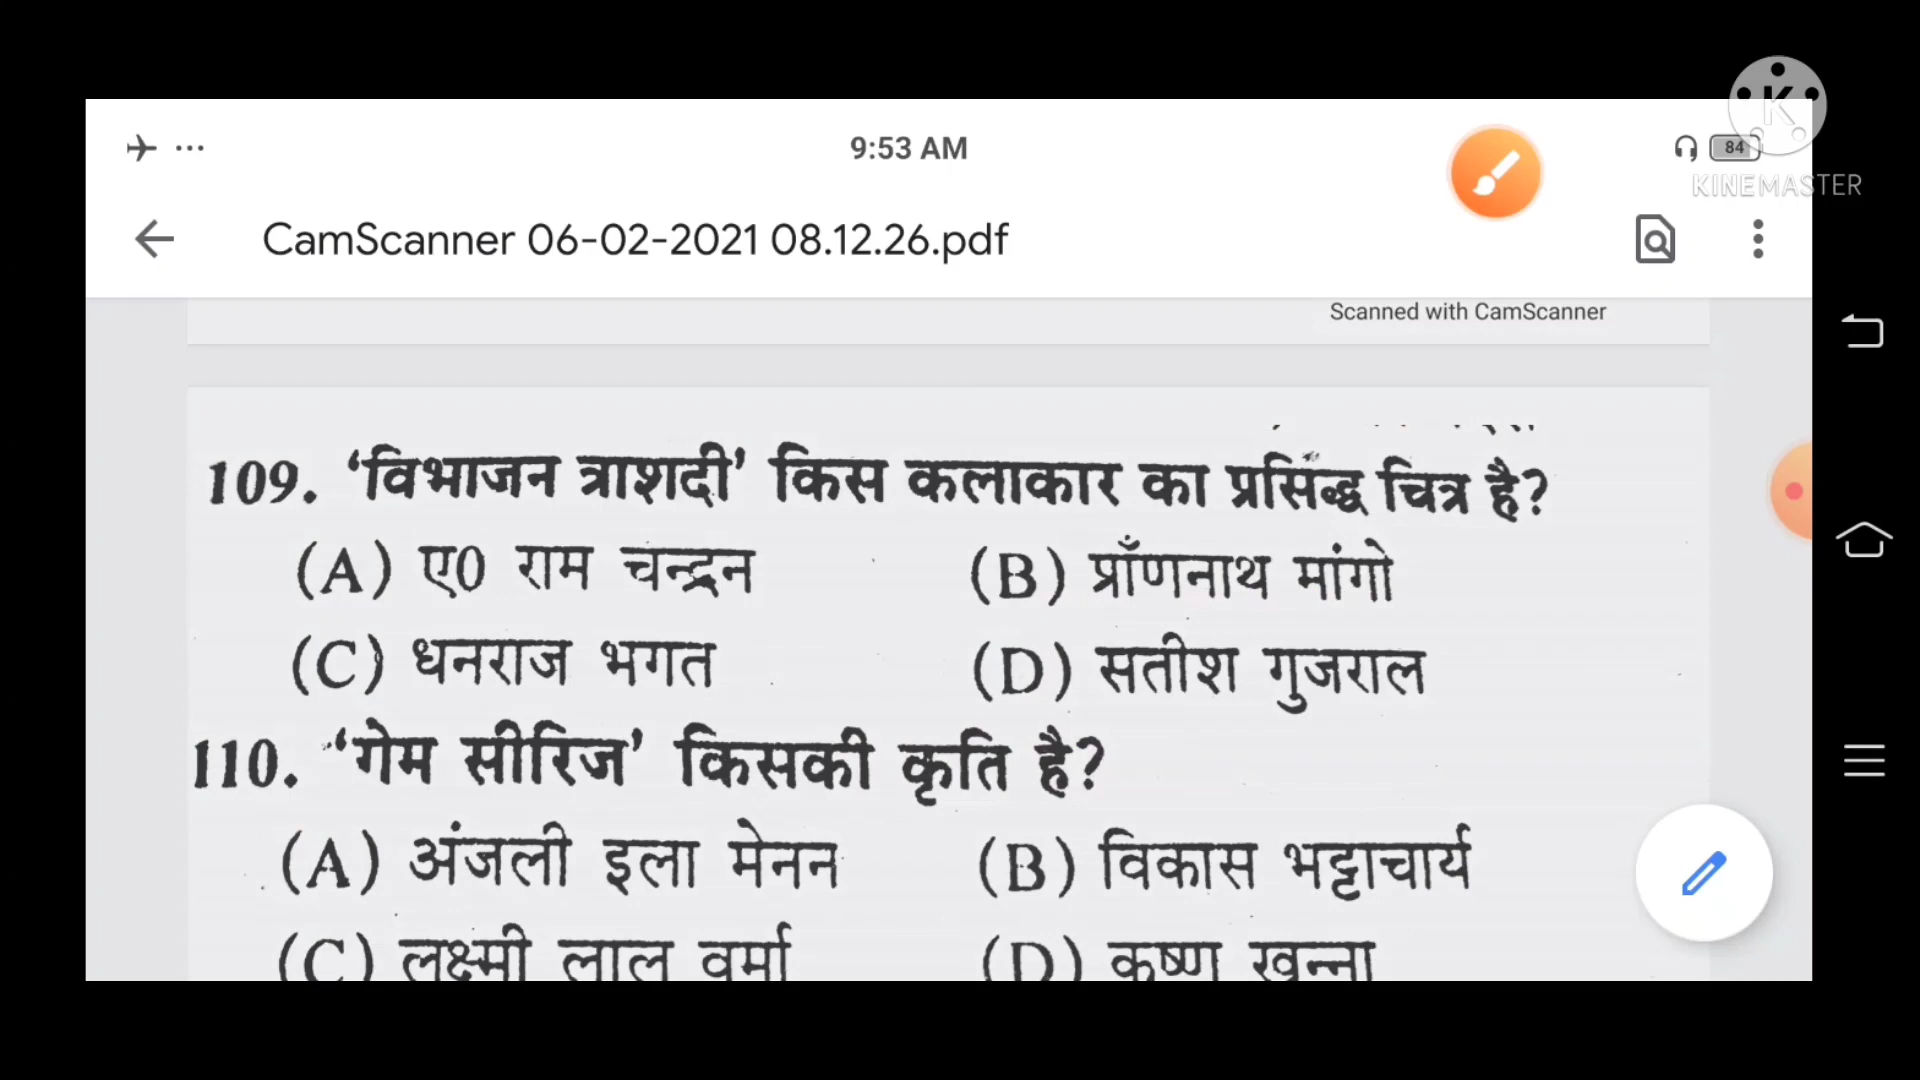 9:53 AM
84
K
KINEMASTER
CamScanner 06-02-2021 08.12.26.pdf
Scanned with CamScanner
109. ‘विभाजन त्राशदी’ किस कलाकार का प्रसिद्ध चित्र है?
(A) ए0 राम चन्द्रन (B) प्राँणनाथ मांगो
(C) धनराज भगत (D) सतीश गुजराल
110. ‘गेम सीरिज’ किसकी कृति है?
(A) अंजली इला मेनन (B) विकास भट्टाचार्य
(C) लक्ष्मी लाल वर्मा (D) कृष्ण खन्ना